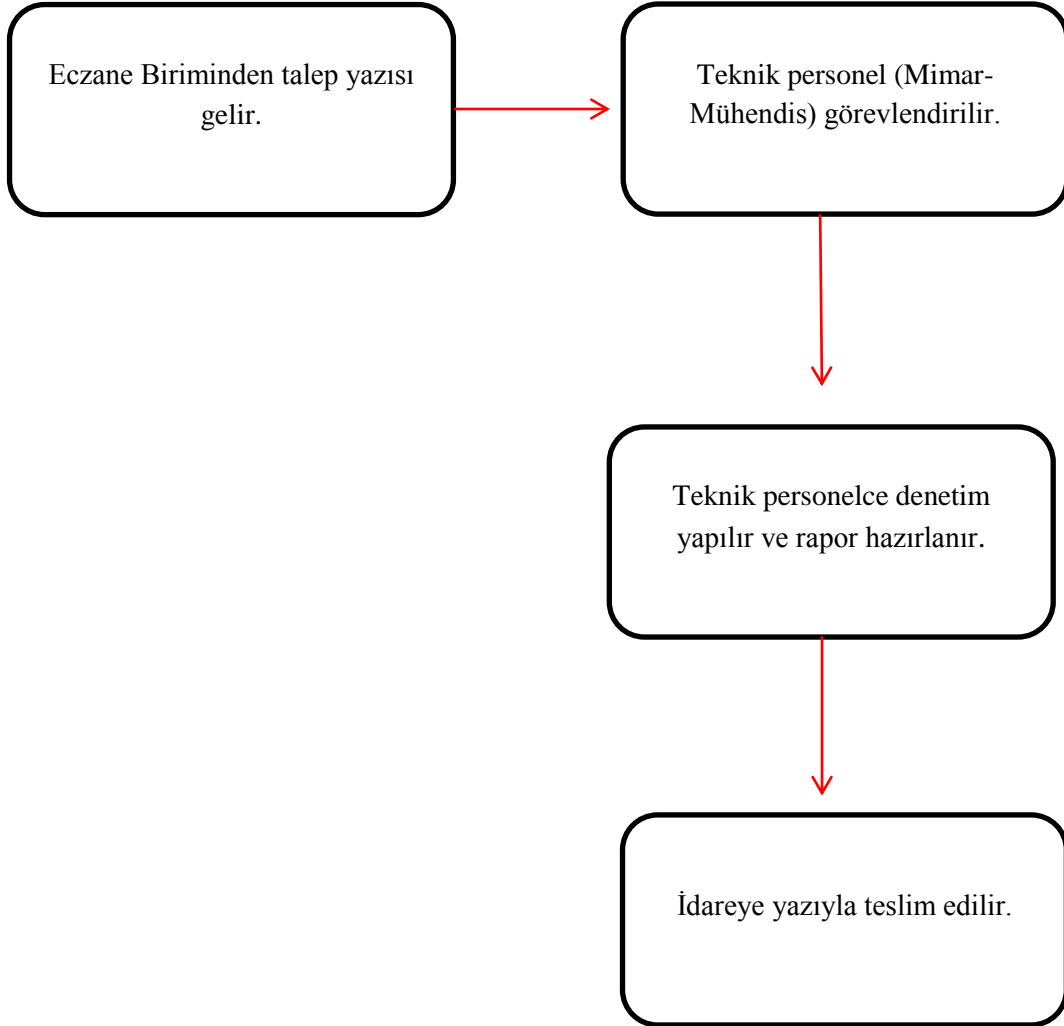 Eczane Biriminden talep yazısı
gelir.
Teknik personel (Mimar-
Mühendis) görevlendirilir.
Teknik personelce denetim
yapılır ve rapor hazırlanır.
İdareye yazıyla teslim edilir.